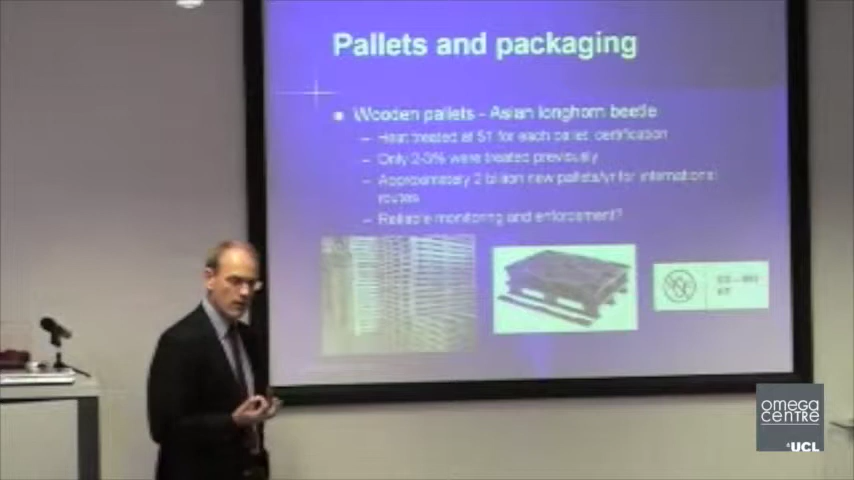 Pallets and packaging
Wooden pallets - Asian longhorn beetle
– Heat treated at $1 for each pallet, certification
– Only 2-3% were treated previously
– Approximately 2 billion new pallets/yr for international
routes
– Reliable monitoring and enforcement?
omega
centre
UCL